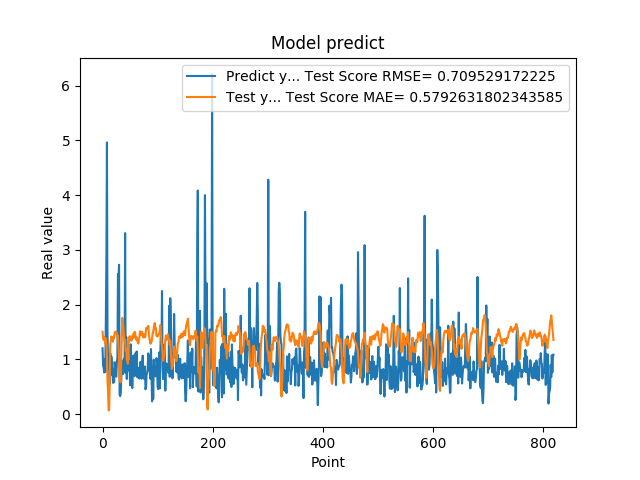 Model predict
Predict y... Test Score RMSE= 0.709529172225
Test y... Test Score MAE= 0.5792631802343585
Real value
6
5
4
3
2
1
0
0 200 400 600 800
Point